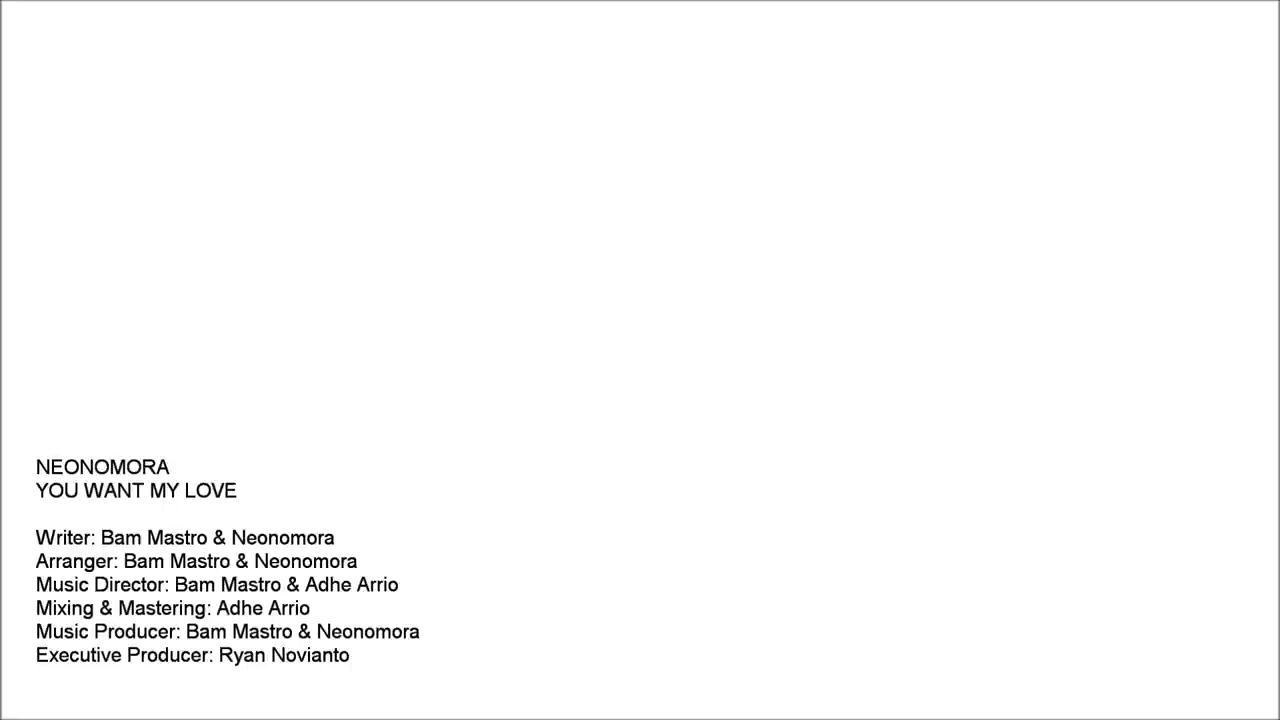 NEONOMORA
YOU WANT MY LOVE
Writer: Bam Mastro & Neonomora
Arranger: Bam Mastro & Neonomora
Music Director: Bam Mastro & Adhe Arrio
Mixing & Mastering: Adhe Arrio
Music Producer: Bam Mastro & Neonomora
Executive Producer: Ryan Novianto